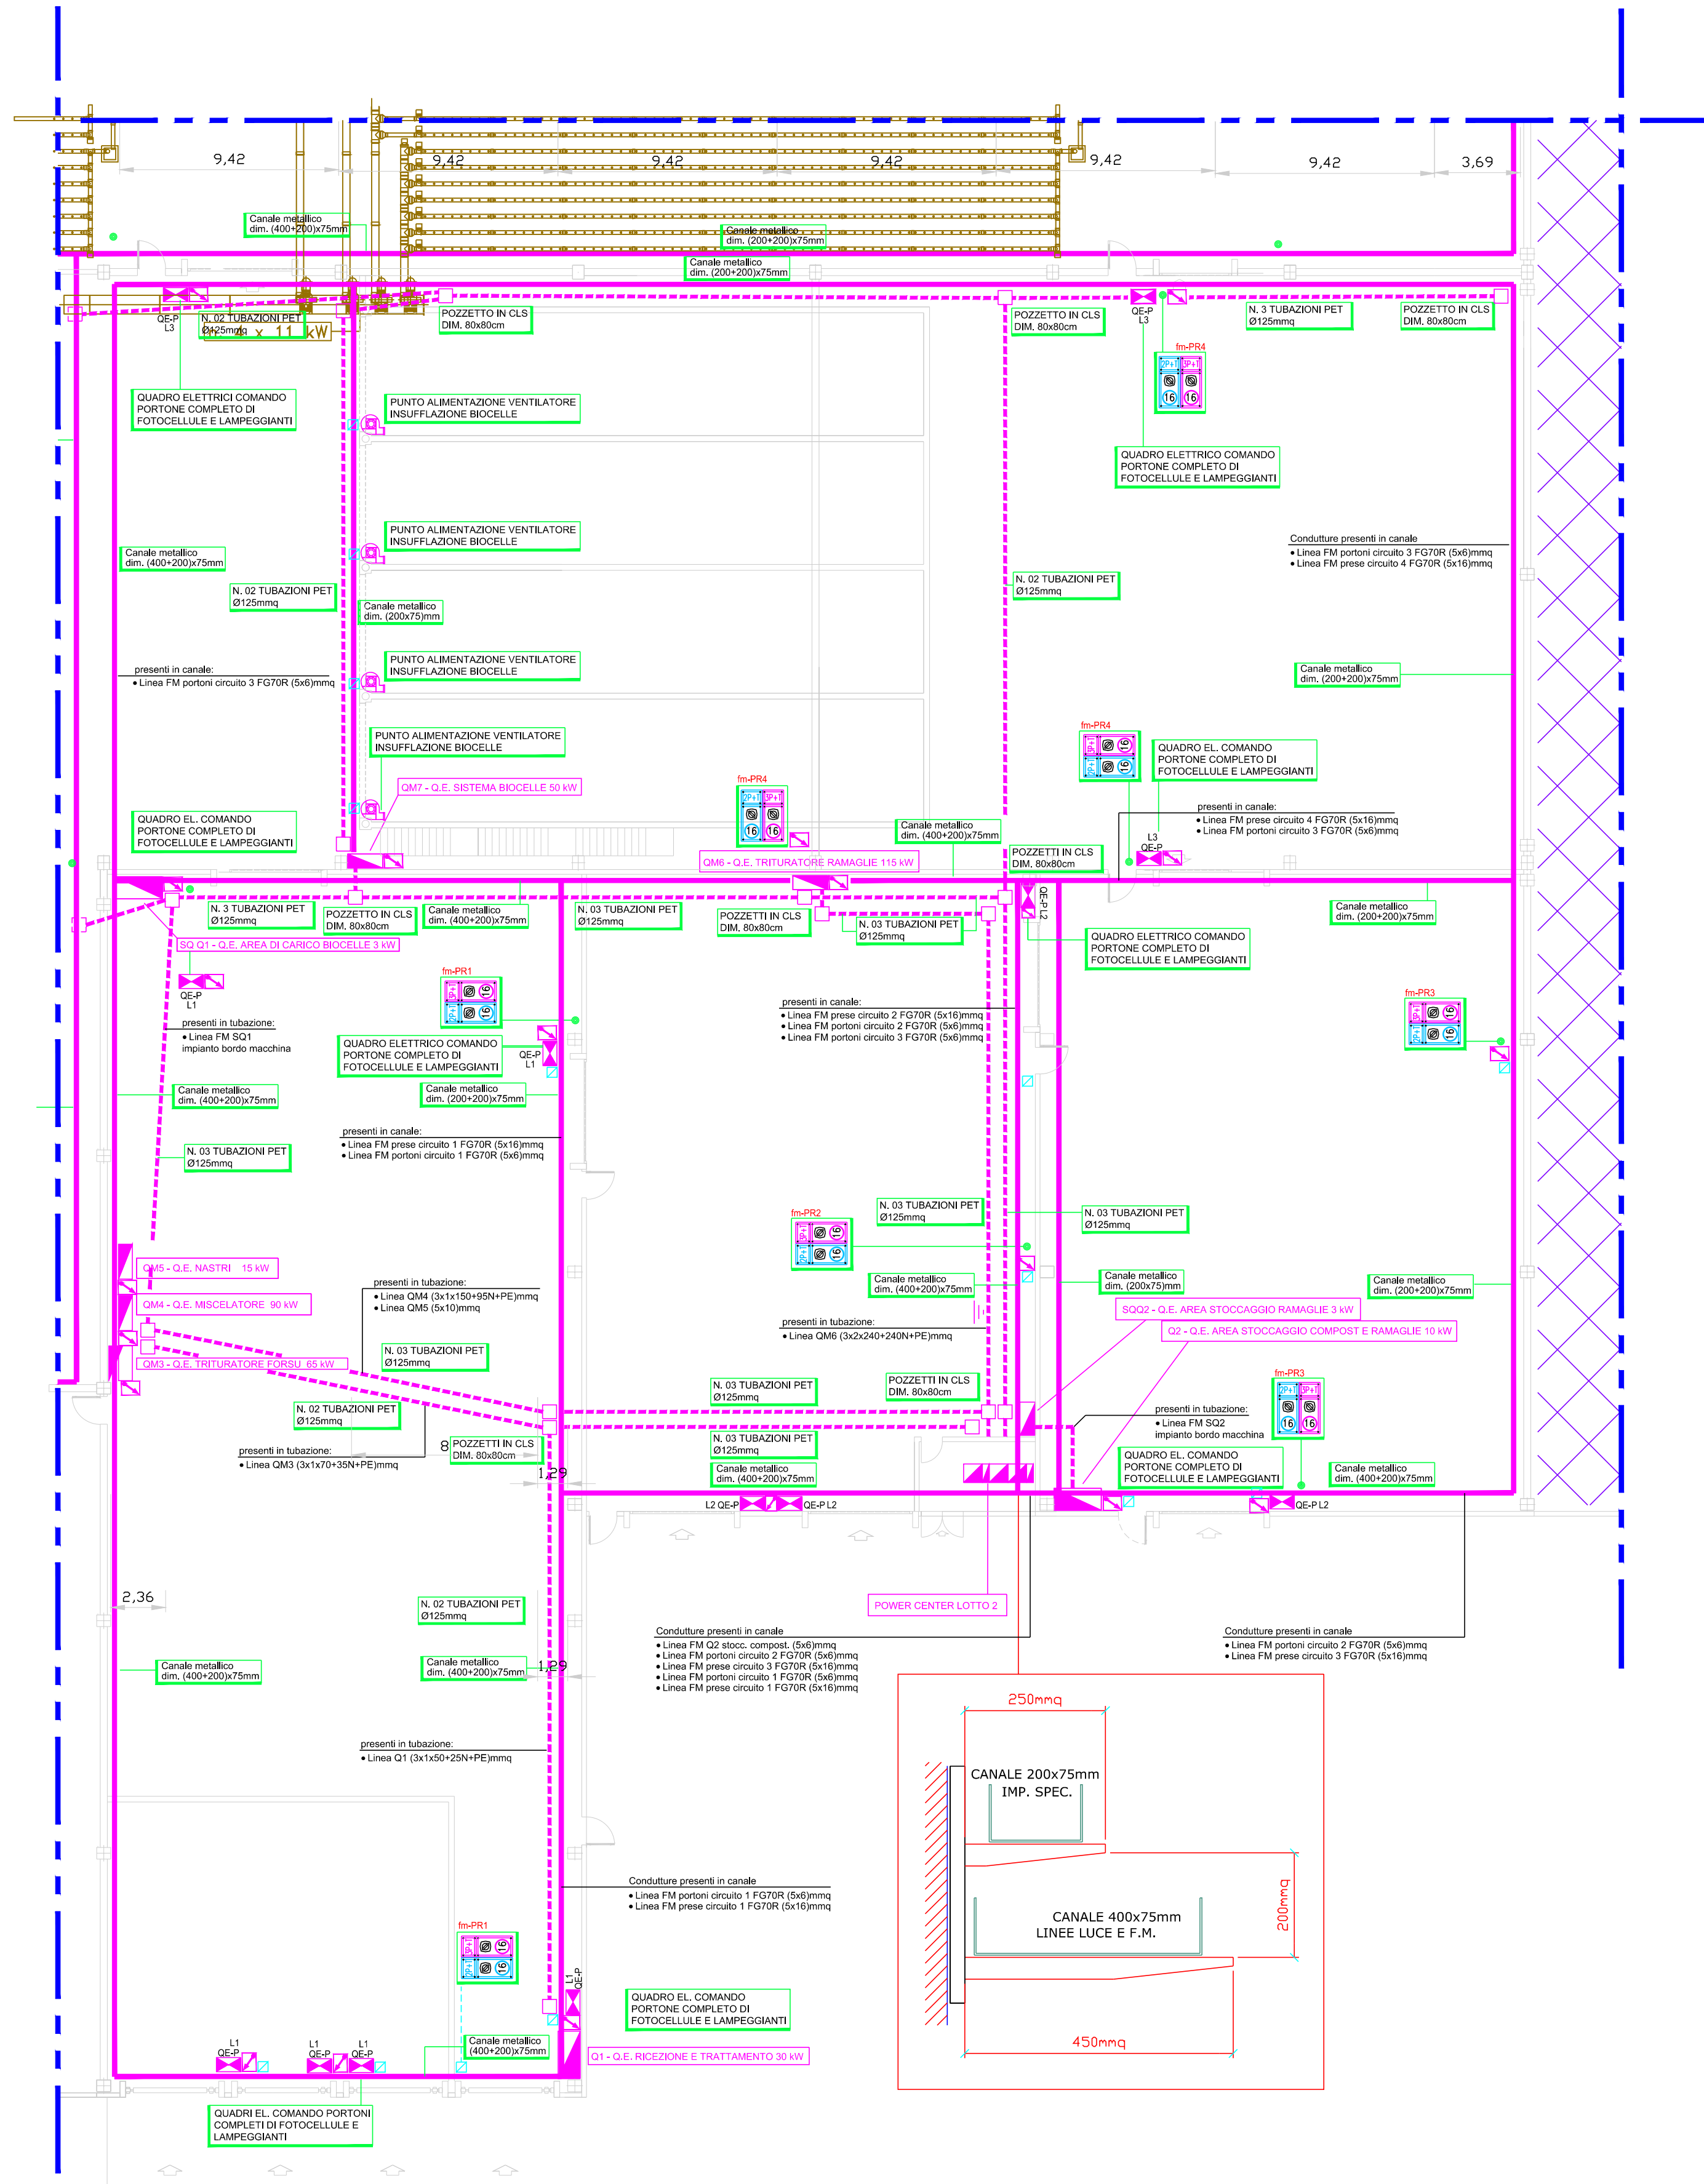 9,42
9,42
9,42
9,42
9,42
9,42
3,69
Canale metallico
dim. (400+200)x75mm
Canale metallico
dim. (200+200)x75mm
Canale metallico
dim. (200+200)x75mm
QE-P
L3
N. 02 TUBAZIONI PET
Ø125mmq
n. 4 x 11 kW
POZZETTO IN CLS
DIM. 80x80cm
POZZETTO IN CLS
DIM. 80x80cm
QE-P
L3
N. 3 TUBAZIONI PET
Ø125mmq
POZZETTO IN CLS
DIM. 80x80cm
fm-PR4
2P+T 3P+T
16 16
QUADRO ELETTRICI COMANDO
PORTONE COMPLETO DI
FOTOCELLULE E LAMPEGGIANTI
PUNTO ALIMENTAZIONE VENTILATORE
INSUFFLAZIONE BIOCELLE
QUADRO ELETTRICO COMANDO
PORTONE COMPLETO DI
FOTOCELLULE E LAMPEGGIANTI
PUNTO ALIMENTAZIONE VENTILATORE
INSUFFLAZIONE BIOCELLE
Canale metallico
dim. (400+200)x75mm
Condutture presenti in canale
• Linea FM portoni circuito 3 FG70R (5x6)mmq
• Linea FM prese circuito 4 FG70R (5x16)mmq
N. 02 TUBAZIONI PET
Ø125mmq
Canale metallico
dim. (200x75)mm
N. 02 TUBAZIONI PET
Ø125mmq
presenti in canale:
• Linea FM portoni circuito 3 FG70R (5x6)mmq
PUNTO ALIMENTAZIONE VENTILATORE
INSUFFLAZIONE BIOCELLE
Canale metallico
dim. (200+200)x75mm
PUNTO ALIMENTAZIONE VENTILATORE
INSUFFLAZIONE BIOCELLE
fm-PR4
3P+T 16
2P+T 16
QUADRO EL. COMANDO
PORTONE COMPLETO DI
FOTOCELLULE E LAMPEGGIANTI
QM7 - Q.E. SISTEMA BIOCELLE 50 kW
fm-PR4
2P+T 3P+T
16 16
QUADRO EL. COMANDO
PORTONE COMPLETO DI
FOTOCELLULE E LAMPEGGIANTI
presenti in canale:
• Linea FM prese circuito 4 FG70R (5x16)mmq
• Linea FM portoni circuito 3 FG70R (5x6)mmq
Canale metallico
dim. (400+200)x75mm
L3
QE-P
QM6 - Q.E. TRITURATORE RAMAGLIE 115 kW
POZZETTI IN CLS
DIM. 80x80cm
QE-P L2
N. 3 TUBAZIONI PET
Ø125mmq
POZZETTO IN CLS
DIM. 80x80cm
Canale metallico
dim. (400+200)x75mm
N. 03 TUBAZIONI PET
Ø125mmq
POZZETTI IN CLS
DIM. 80x80cm
N. 03 TUBAZIONI PET
Ø125mmq
Canale metallico
dim. (200+200)x75mm
SQ Q1 - Q.E. AREA DI CARICO BIOCELLE 3 kW
QUADRO ELETTRICO COMANDO
PORTONE COMPLETO DI
FOTOCELLULE E LAMPEGGIANTI
QE-P
L1
fm-PR1
3P+T 16
2P+T 16
presenti in tubazione:
• Linea FM SQ1
impianto bordo macchina
presenti in canale:
• Linea FM prese circuito 2 FG70R (5x16)mmq
• Linea FM portoni circuito 2 FG70R (5x6)mmq
• Linea FM portoni circuito 3 FG70R (5x6)mmq
fm-PR3
3P+T 16
2P+T 16
QUADRO ELETTRICO COMANDO
PORTONE COMPLETO DI
FOTOCELLULE E LAMPEGGIANTI
QE-P
L1
Canale metallico
dim. (400+200)x75mm
Canale metallico
dim. (200+200)x75mm
presenti in canale:
• Linea FM prese circuito 1 FG70R (5x16)mmq
• Linea FM portoni circuito 1 FG70R (5x6)mmq
N. 03 TUBAZIONI PET
Ø125mmq
N. 03 TUBAZIONI PET
Ø125mmq
N. 03 TUBAZIONI PET
Ø125mmq
fm-PR2
3P+T 16
2P+T 16
QM5 - Q.E. NASTRI 15 kW
presenti in tubazione:
• Linea QM4 (3x1x150+95N+PE)mmq
• Linea QM5 (5x10)mmq
Canale metallico
dim. (400+200)x75mm
Canale metallico
dim. (200x75)mm
Canale metallico
dim. (200+200)x75mm
QM4 - Q.E. MISCELATORE 90 kW
SQQ2 - Q.E. AREA STOCCAGGIO RAMAGLIE 3 kW
presenti in tubazione:
• Linea QM6 (3x2x240+240N+PE)mmq
Q2 - Q.E. AREA STOCCAGGIO COMPOST E RAMAGLIE 10 kW
QM3 - Q.E. TRITURATORE FORSU 65 kW
N. 03 TUBAZIONI PET
Ø125mmq
N. 03 TUBAZIONI PET
Ø125mmq
POZZETTI IN CLS
DIM. 80x80cm
fm-PR3
2P+T 3P+T
16 16
N. 02 TUBAZIONI PET
Ø125mmq
presenti in tubazione:
• Linea FM SQ2
impianto bordo macchina
presenti in tubazione:
• Linea QM3 (3x1x70+35N+PE)mmq
8
POZZETTI IN CLS
DIM. 80x80cm
N. 03 TUBAZIONI PET
Ø125mmq
QUADRO EL. COMANDO
PORTONE COMPLETO DI
FOTOCELLULE E LAMPEGGIANTI
1,29
Canale metallico
dim. (400+200)x75mm
Canale metallico
dim. (400+200)x75mm
L2 QE-P
QE-P L2
QE-P L2
2,36
N. 02 TUBAZIONI PET
Ø125mmq
POWER CENTER LOTTO 2
Condutture presenti in canale
• Linea FM Q2 stocc. compost. (5x6)mmq
• Linea FM portoni circuito 2 FG70R (5x6)mmq
• Linea FM prese circuito 3 FG70R (5x16)mmq
• Linea FM portoni circuito 1 FG70R (5x6)mmq
• Linea FM prese circuito 1 FG70R (5x16)mmq
Condutture presenti in canale
• Linea FM portoni circuito 2 FG70R (5x6)mmq
• Linea FM prese circuito 3 FG70R (5x16)mmq
Canale metallico
dim. (400+200)x75mm
Canale metallico
dim. (400+200)x75mm
1,29
250mmq
presenti in tubazione:
• Linea Q1 (3x1x50+25N+PE)mmq
CANALE 200x75mm
IMP. SPEC.
Condutture presenti in canale
• Linea FM portoni circuito 1 FG70R (5x6)mmq
• Linea FM prese circuito 1 FG70R (5x16)mmq
200mmq
CANALE 400x75mm
LINEE LUCE E F.M.
fm-PR1
3P+T 16
2P+T 16
L1
QE-P
QUADRO EL. COMANDO
PORTONE COMPLETO DI
FOTOCELLULE E LAMPEGGIANTI
450mmq
L1
QE-P
L1
QE-P
L1
QE-P
Canale metallico
(400+200)x75mm
Q1 - Q.E. RICEZIONE E TRATTAMENTO 30 kW
QUADRI EL. COMANDO PORTONI
COMPLETI DI FOTOCELLULE E
LAMPEGGIANTI